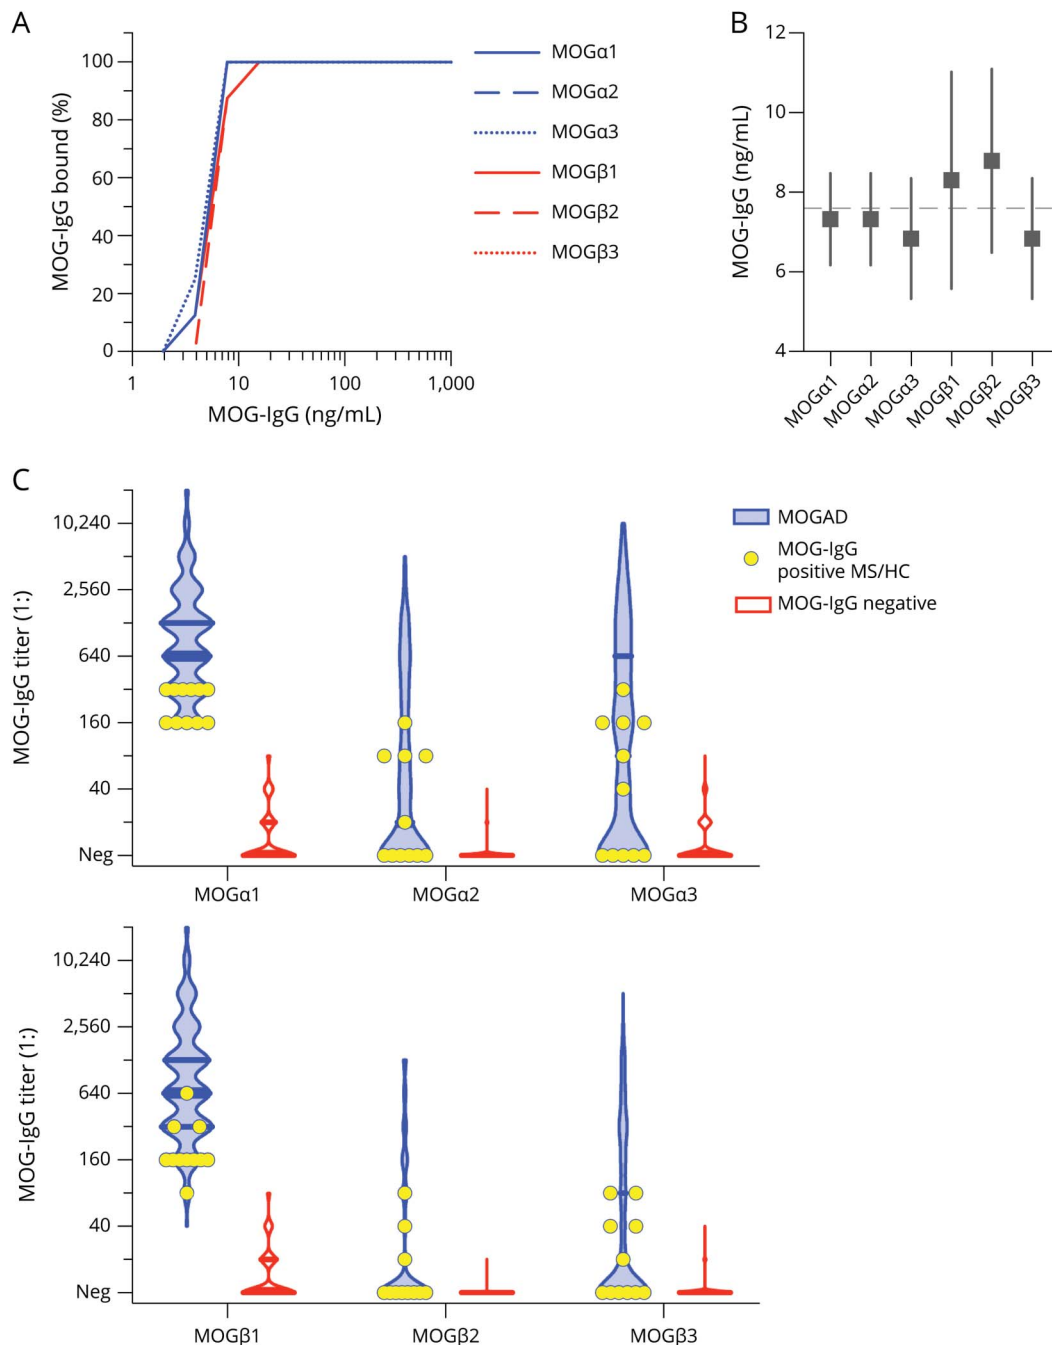 A
MOG-IgG bound (%)
100
80
60
40
20
0
1
10
100
1,000
MOG-IgG (ng/mL)
MOGα1
MOGα2
MOGα3
MOGβ1
MOGβ2
MOGβ3
B
MOG-IgG (ng/mL)
12
10
8
6
4
MOGα1
MOGα2
MOGα3
MOGβ1
MOGβ2
MOGβ3
C
MOG-IgG titer (1:)
10,240
2,560
640
160
40
Neg
MOGα1
MOGα2
MOGα3
MOGAD
MOG-IgG
positive MS/HC
MOG-IgG negative
MOG-IgG titer (1:)
10,240
2,560
640
160
40
Neg
MOGβ1
MOGβ2
MOGβ3